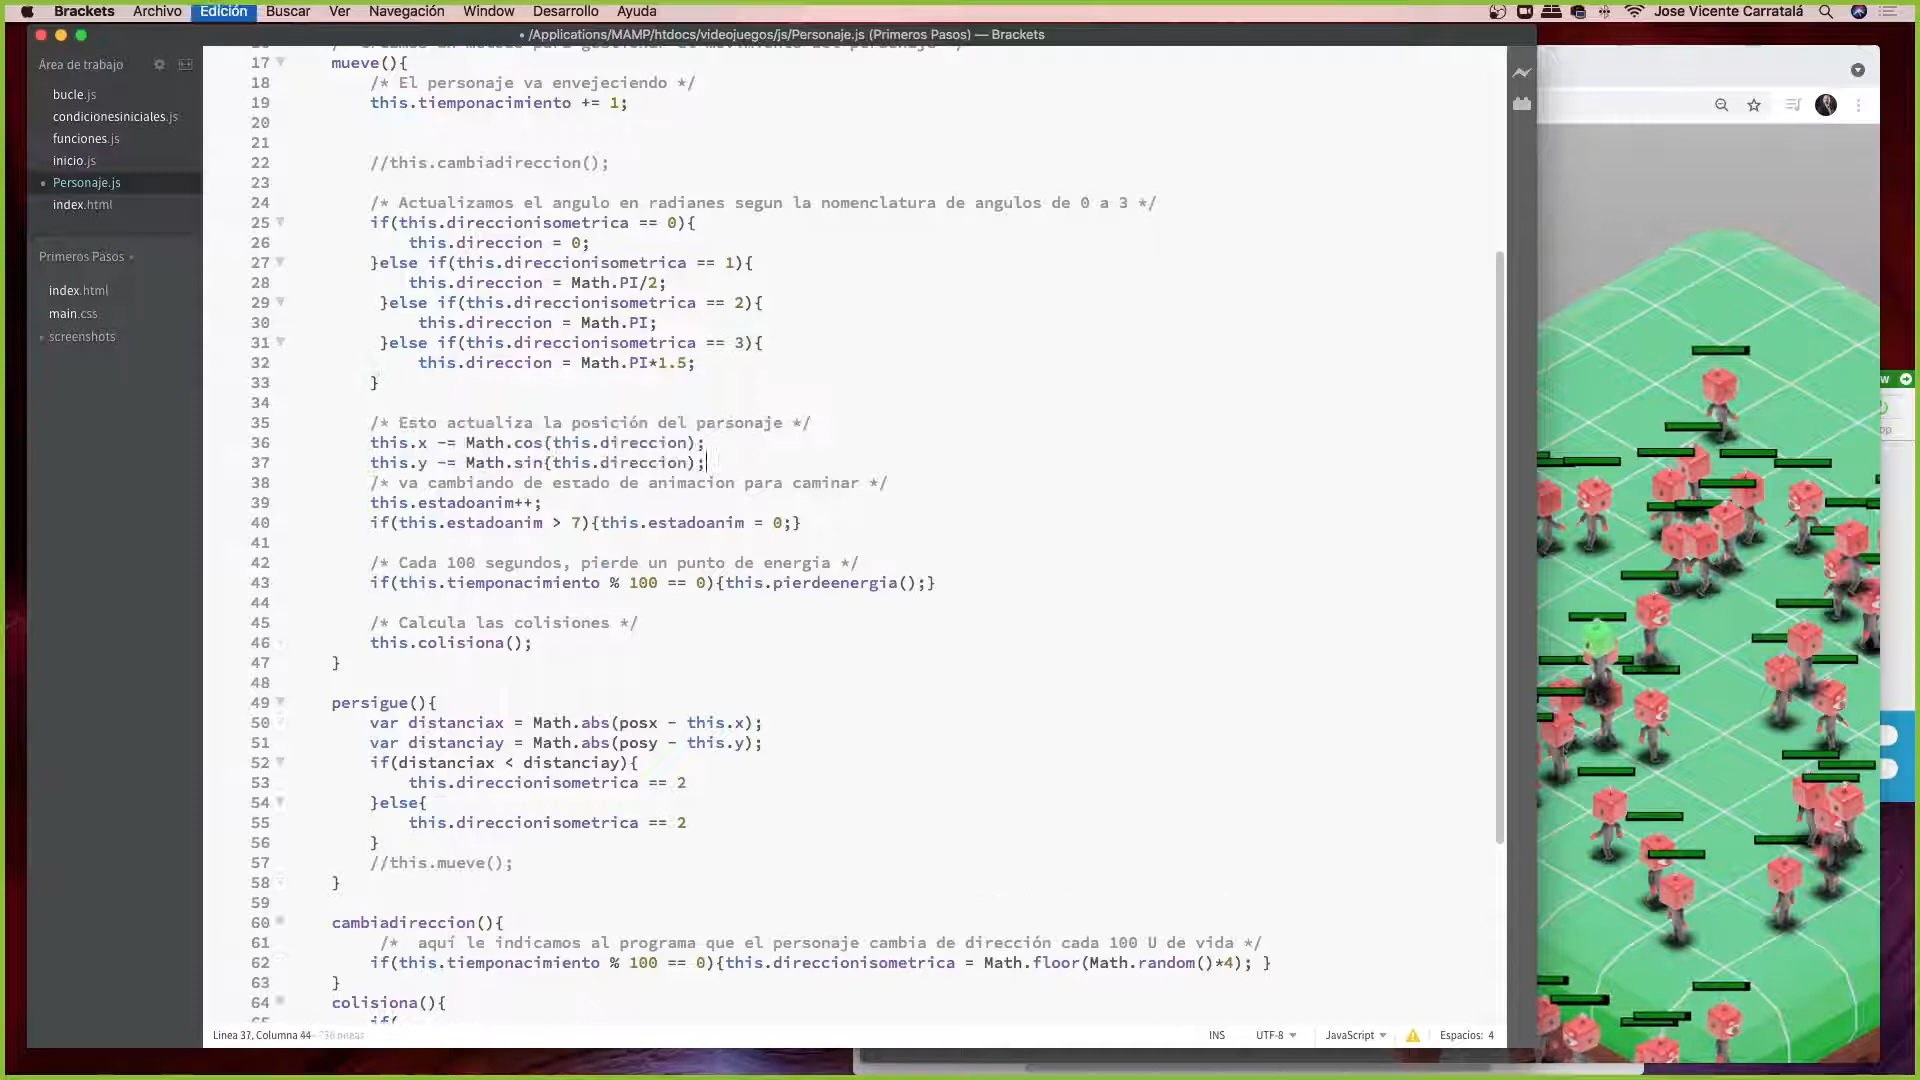 Brackets Archivo Edición Buscar Ver Navegación Window Desarrollo Ayuda Jose Vicente Carratalá
• /Applications/MAMP/htdocs/videojuegos/js/Personaje.js (Primeros Pasos) — Brackets
Área de trabajo
bucle.js
condicionesiniciales.js
funciones.js
inicio.js
Personaje.js
index.html
Primeros Pasos
index.html
main.css
screenshots
17 mueve(){
18 /* El personaje va envejeciendo */
19 this.tiemponacimiento += 1;
20
21
22 //this.cambiadireccion();
23
24 /* Actualizamos el angulo en radianes segun la nomenclatura de angulos de 0 a 3 */
25 if(this.direccionisometrica == 0){
26 this.direccion = 0;
27 }else if(this.direccionisometrica == 1){
28 this.direccion = Math.PI/2;
29 }else if(this.direccionisometrica == 2){
30 this.direccion = Math.PI;
31 }else if(this.direccionisometrica == 3){
32 this.direccion = Math.PI*1.5;
33 }
34
35 /* Esto actualiza la posición del parsonaje */
36 this.x -= Math.cos(this.direccion);
37 this.y -= Math.sin(this.direccion);
38 /* va cambiando de estado de animacion para caminar */
39 this.estadoanim++;
40 if(this.estadoanim > 7){this.estadoanim = 0;}
41
42 /* Cada 100 segundos, pierde un punto de energia */
43 if(this.tiemponacimiento % 100 == 0){this.pierdeenergia();}
44
45 /* Calcula las colisiones */
46 this.colisiona();
47 }
48
49 persigue(){
50 var distanciax = Math.abs(posx - this.x);
51 var distanciay = Math.abs(posy - this.y);
52 if(distanciax < distanciay){
53 this.direccionisometrica == 2
54 }else{
55 this.direccionisometrica == 2
56 }
57 //this.mueve();
58 }
59
60 cambiadireccion(){
61 /* aquí le indicamos al programa que el personaje cambia de dirección cada 100 U de vida */
62 if(this.tiemponacimiento % 100 == 0){this.direccionisometrica = Math.floor(Math.random()*4); }
63 }
64 colisiona(){
Línea 37, Columna 44 INS UTF-8 JavaScript Espacios: 4